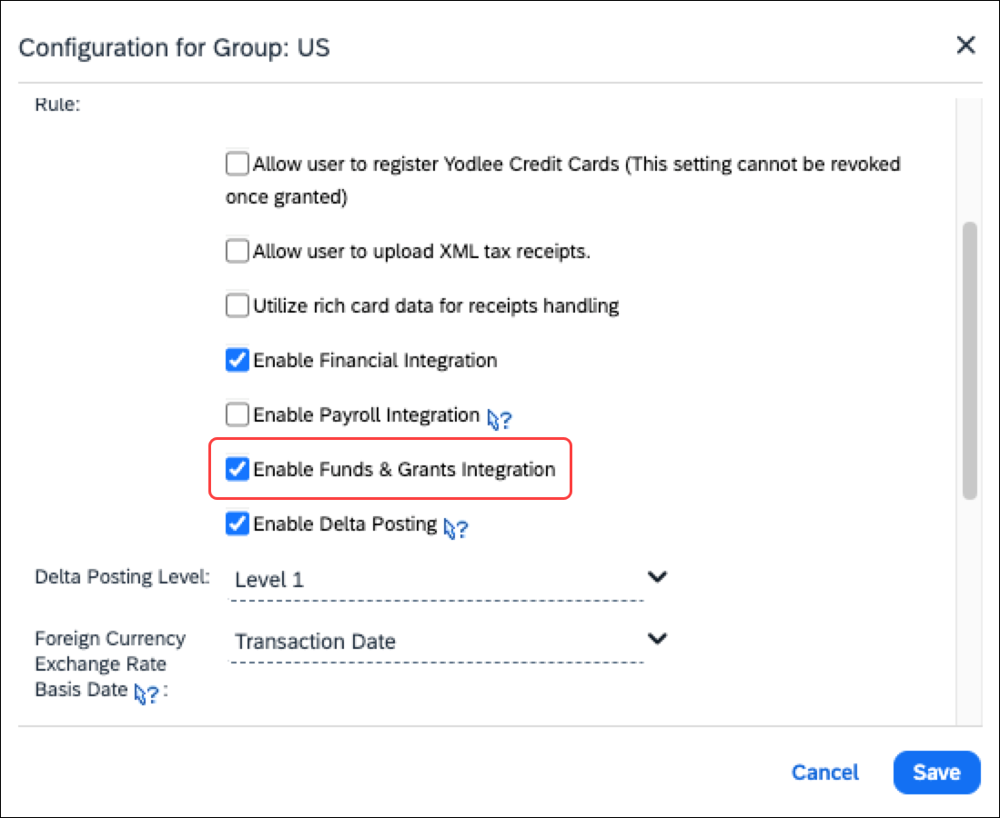 Configuration for Group: US
Rule:
Allow user to register Yodlee Credit Cards (This setting cannot be revoked
once granted)
Allow user to upload XML tax receipts.
Utilize rich card data for receipts handling
Enable Financial Integration
Enable Payroll Integration ?
Enable Funds & Grants Integration
Enable Delta Posting ?
Delta Posting Level: Level 1
Foreign Currency Transaction Date
Exchange Rate
Basis Date ? :
Cancel Save